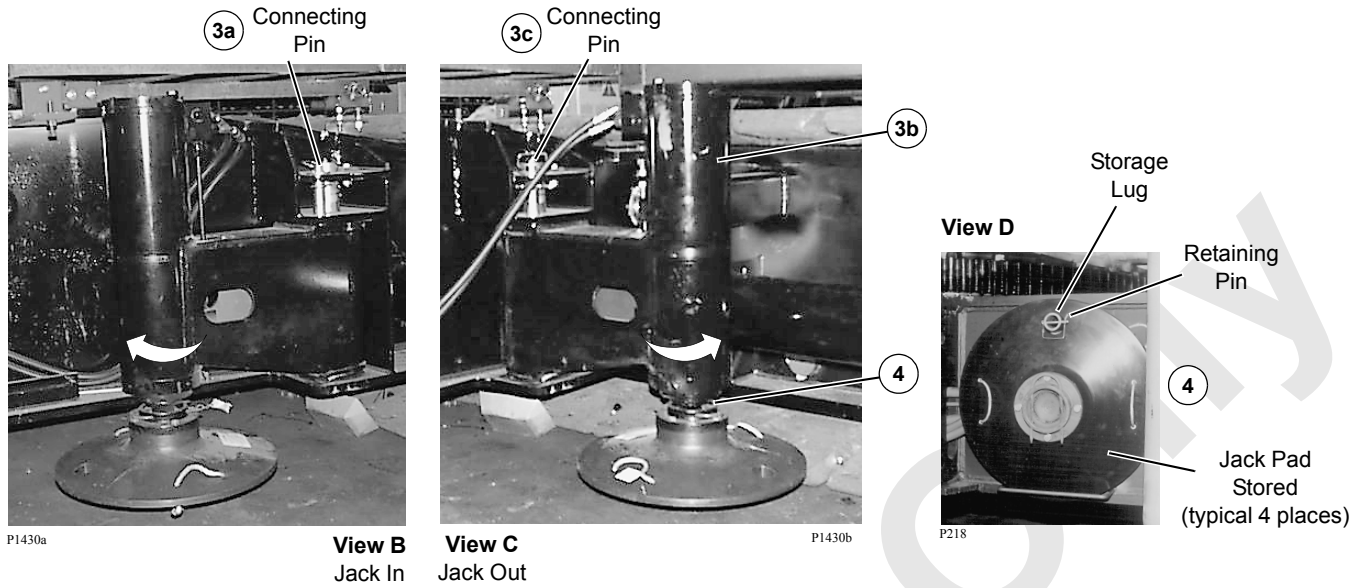 3a Connecting
Pin
3c Connecting
Pin
3b
4
P1430a
View B
Jack In
View C
Jack Out
P1430b
View D
Storage
Lug
Retaining
Pin
4
Jack Pad
Stored
(typical 4 places)
P218